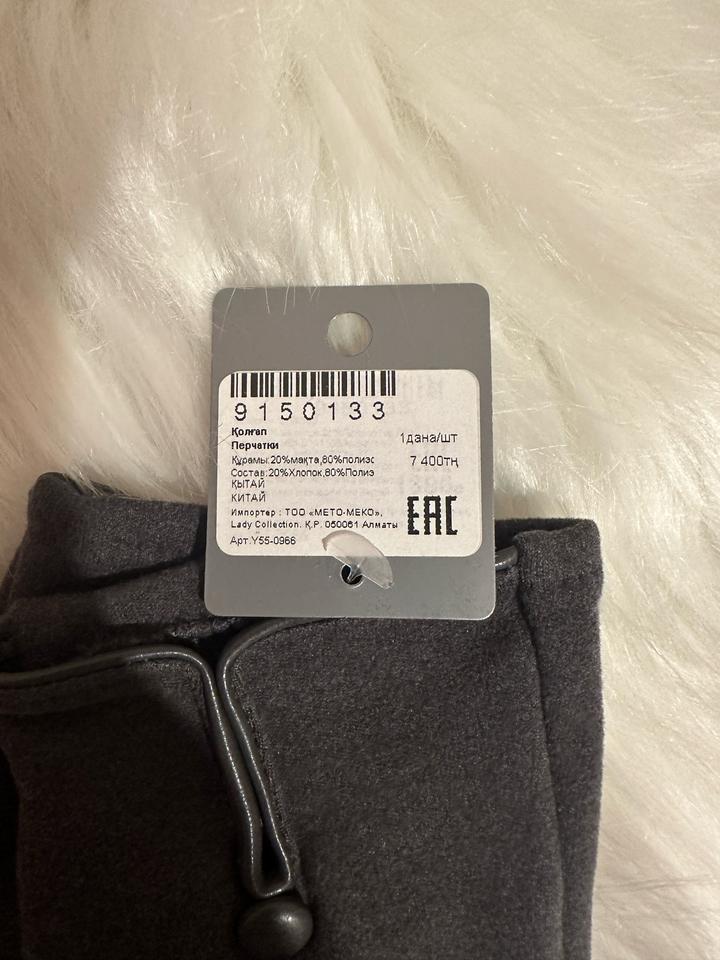 9150133
Қолғап
Перчатки
1дана/шт
Құрамы:20%мақта,80%полиэс
7 400тң
Состав:20%Хлопок,80%Полиэ
ҚЫТАЙ
КИТАЙ
Импортер : ТОО «МЕТО-МЕКО»,
Lady Collection. Қ.Р. 050061 Алматы
Арт.Y55-0966
EAC